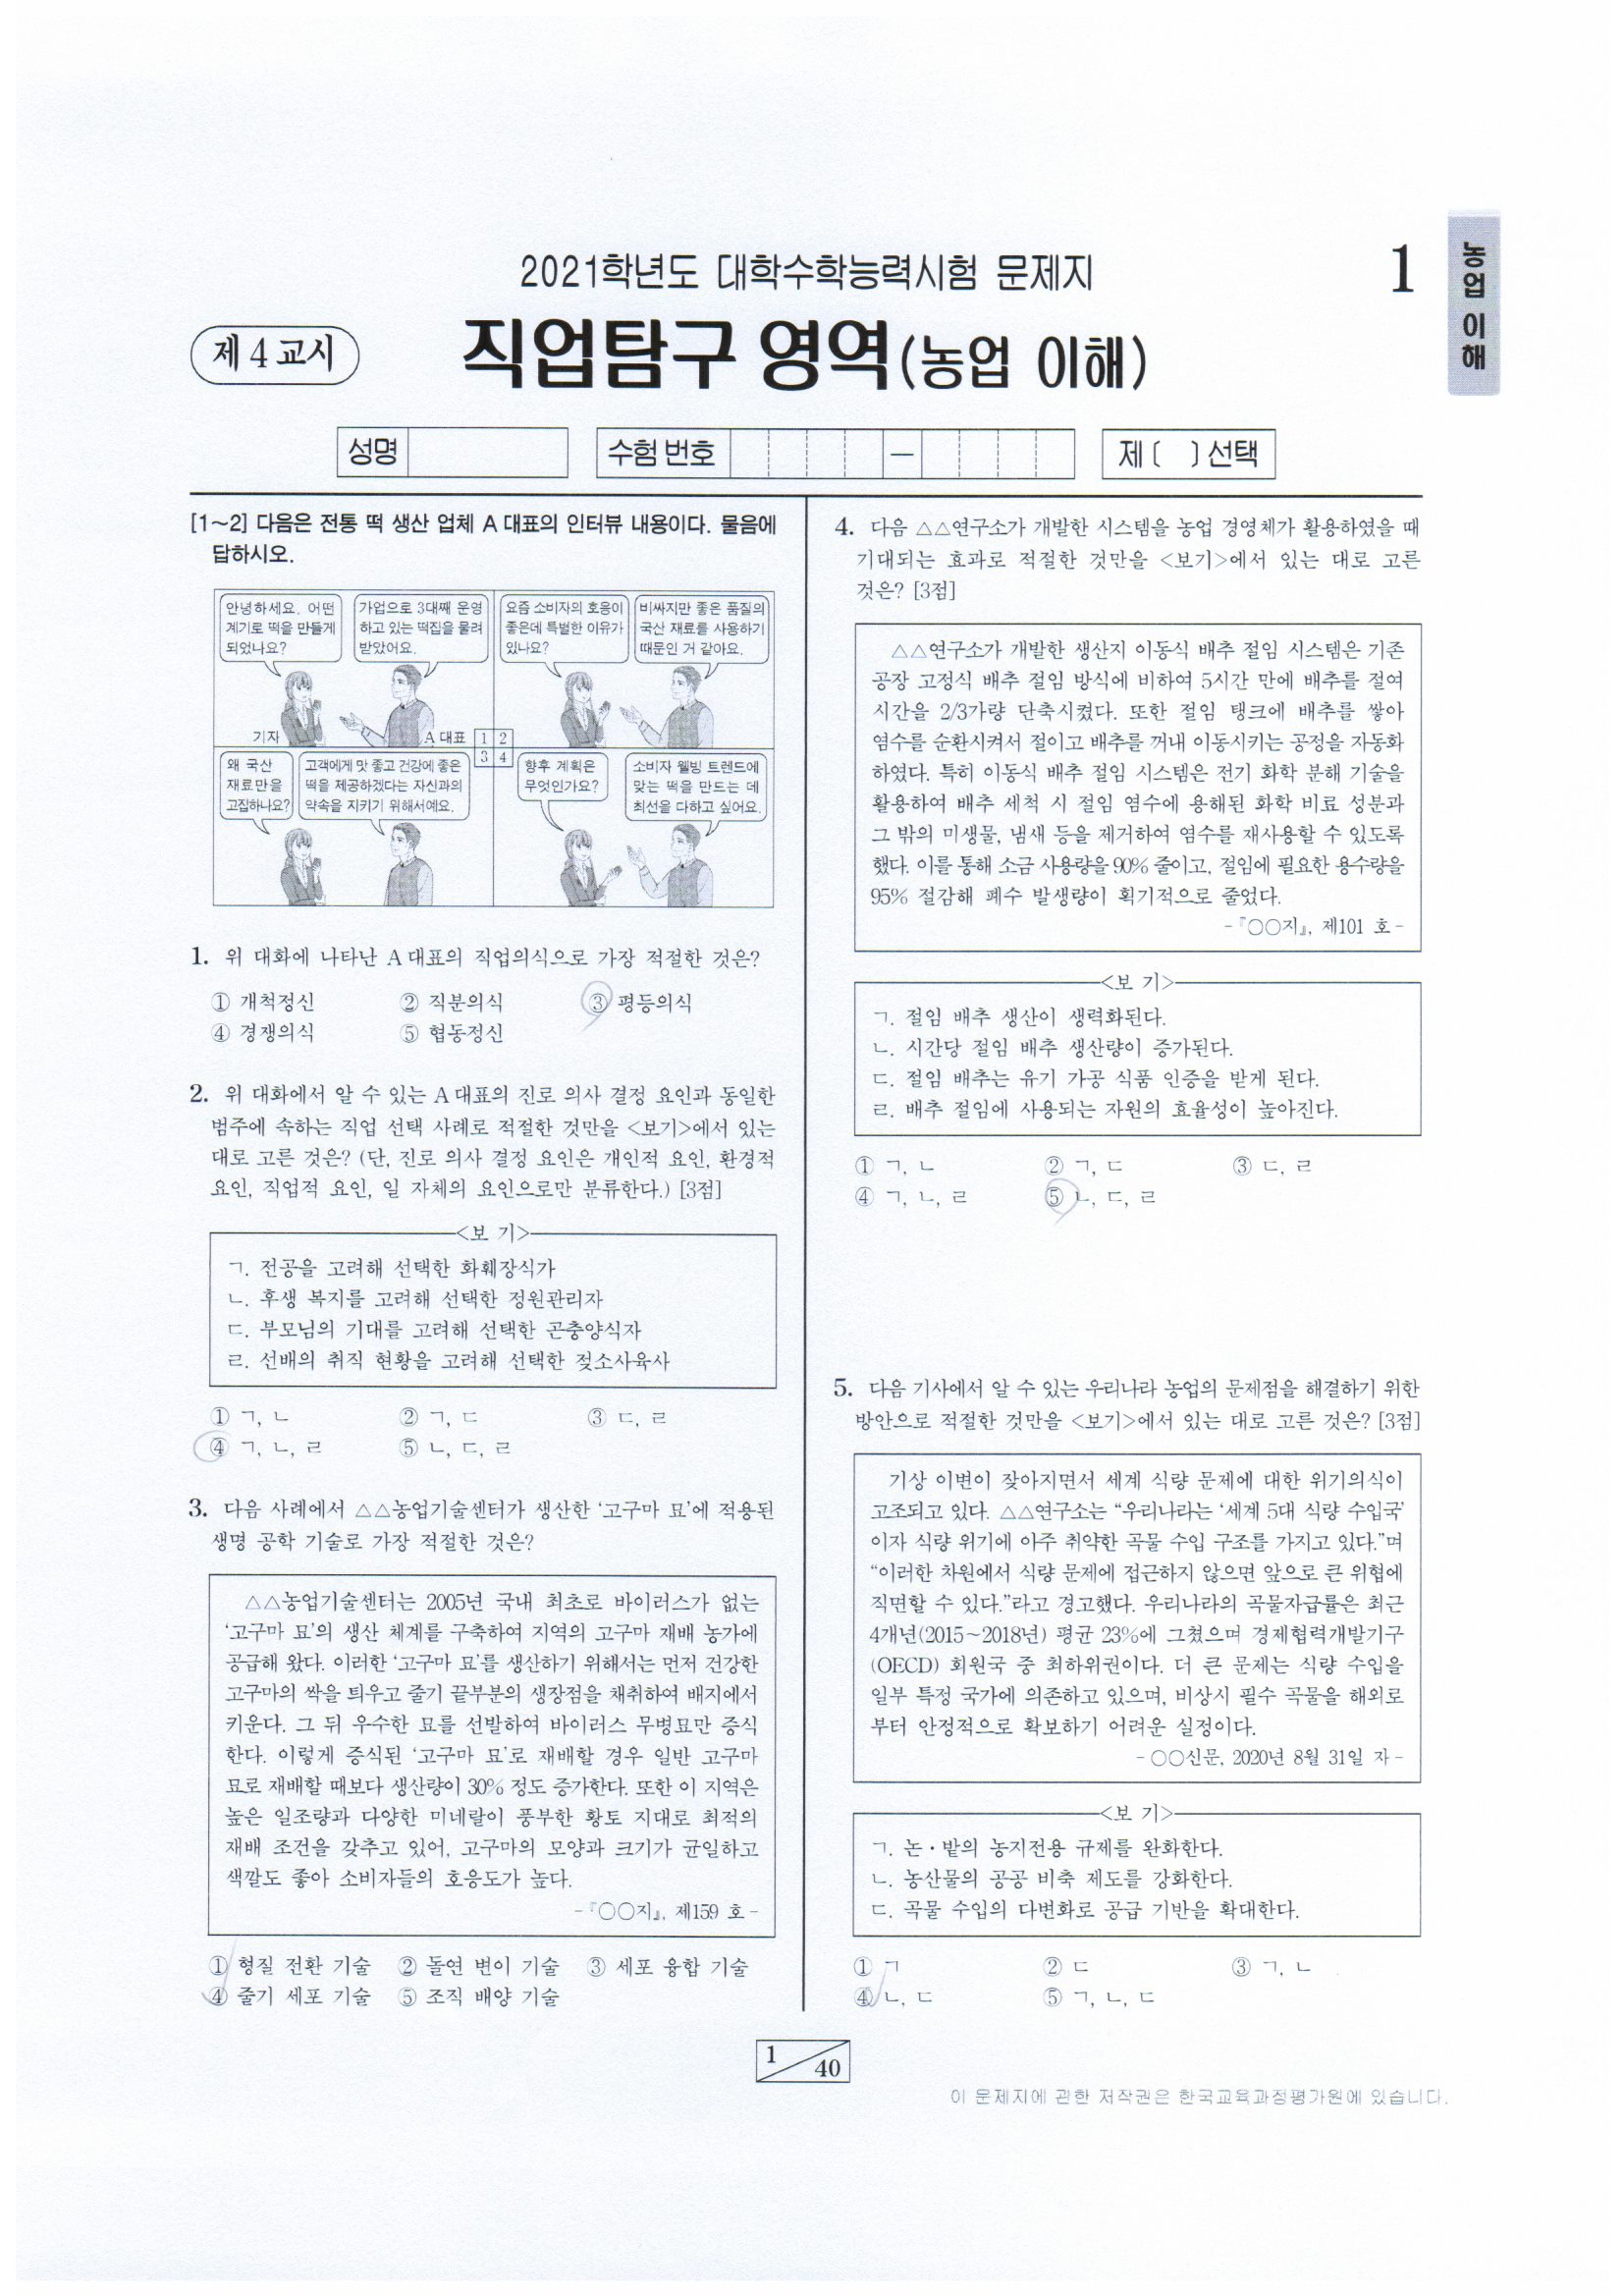 2021학년도 대학수학능력시험 문제지
1
농업 이해
제 4 교시
직업탐구 영역(농업 이해)
성명
수험 번호
—
제 ( ) 선택
[1~2] 다음은 전통 떡 생산 업체 A 대표의 인터뷰 내용이다. 물음에
답하시오.
안녕하세요. 어떤
계기로 떡을 만들게
되었나요?
가업으로 3대째 운영
하고 있는 떡집을 물려
받았어요.
기자
A 대표
1 2
3 4
요즘 소비자의 호응이
좋은데 특별한 이유가
있나요?
비싸지만 좋은 품질의
국산 재료를 사용하기
때문인 거 같아요.
왜 국산
재료만을
고집하나요?
고객에게 맛 좋고 건강에 좋은
떡을 제공하겠다는 자신과의
약속을 지키기 위해서예요.
향후 계획은
무엇인가요?
소비자 웰빙 트렌드에
맞는 떡을 만드는 데
최선을 다하고 싶어요.
1. 위 대화에 나타난 A 대표의 직업의식으로 가장 적절한 것은?
① 개척정신 ② 직분의식 ③ 평등의식
④ 경쟁의식 ⑤ 협동정신
2. 위 대화에서 알 수 있는 A 대표의 진로 의사 결정 요인과 동일한
범주에 속하는 직업 선택 사례로 적절한 것만을 <보기>에서 있는
대로 고른 것은? (단, 진로 의사 결정 요인은 개인적 요인, 환경적
요인, 직업적 요인, 일 자체의 요인으로만 분류한다.) [3점]
<보 기>
ㄱ. 전공을 고려해 선택한 화훼장식가
ㄴ. 후생 복지를 고려해 선택한 정원관리자
ㄷ. 부모님의 기대를 고려해 선택한 곤충양식자
ㄹ. 선배의 취직 현황을 고려해 선택한 젖소사육사
① ㄱ, ㄴ ② ㄱ, ㄷ ③ ㄷ, ㄹ
④ ㄱ, ㄴ, ㄹ ⑤ ㄴ, ㄷ, ㄹ
3. 다음 사례에서 △△농업기술센터가 생산한 ‘고구마 묘’에 적용된
생명 공학 기술로 가장 적절한 것은?
△△농업기술센터는 2005년 국내 최초로 바이러스가 없는
‘고구마 묘’의 생산 체계를 구축하여 지역의 고구마 재배 농가에
공급해 왔다. 이러한 ‘고구마 묘’를 생산하기 위해서는 먼저 건강한
고구마의 싹을 틔우고 줄기 끝부분의 생장점을 채취하여 배지에서
키운다. 그 뒤 우수한 묘를 선발하여 바이러스 무병묘만 증식
한다. 이렇게 증식된 ‘고구마 묘’로 재배할 경우 일반 고구마
묘로 재배할 때보다 생산량이 30% 정도 증가한다. 또한 이 지역은
높은 일조량과 다양한 미네랄이 풍부한 황토 지대로 최적의
재배 조건을 갖추고 있어, 고구마의 모양과 크기가 균일하고
색깔도 좋아 소비자들의 호응도가 높다.
-『○○지』, 제159 호-
① 형질 전환 기술 ② 돌연 변이 기술 ③ 세포 융합 기술
④ 줄기 세포 기술 ⑤ 조직 배양 기술
4. 다음 △△연구소가 개발한 시스템을 농업 경영체가 활용하였을 때
기대되는 효과로 적절한 것만을 <보기>에서 있는 대로 고른
것은? [3점]
△△연구소가 개발한 생산지 이동식 배추 절임 시스템은 기존
공장 고정식 배추 절임 방식에 비하여 5시간 만에 배추를 절여
시간을 2/3가량 단축시켰다. 또한 절임 탱크에 배추를 쌓아
염수를 순환시켜서 절이고 배추를 꺼내 이동시키는 공정을 자동화
하였다. 특히 이동식 배추 절임 시스템은 전기 화학 분해 기술을
활용하여 배추 세척 시 절임 염수에 용해된 화학 비료 성분과
그 밖의 미생물, 냄새 등을 제거하여 염수를 재사용할 수 있도록
했다. 이를 통해 소금 사용량을 90% 줄이고, 절임에 필요한 용수량을
95% 절감해 폐수 발생량이 획기적으로 줄었다.
-『○○지』, 제101 호-
<보 기>
ㄱ. 절임 배추 생산이 생력화된다.
ㄴ. 시간당 절임 배추 생산량이 증가된다.
ㄷ. 절임 배추는 유기 가공 식품 인증을 받게 된다.
ㄹ. 배추 절임에 사용되는 자원의 효율성이 높아진다.
① ㄱ, ㄴ ② ㄱ, ㄷ ③ ㄷ, ㄹ
④ ㄱ, ㄴ, ㄹ ⑤ ㄴ, ㄷ, ㄹ
5. 다음 기사에서 알 수 있는 우리나라 농업의 문제점을 해결하기 위한
방안으로 적절한 것만을 <보기>에서 있는 대로 고른 것은? [3점]
기상 이변이 잦아지면서 세계 식량 문제에 대한 위기의식이
고조되고 있다. △△연구소는 “우리나라는 ‘세계 5대 식량 수입국’
이자 식량 위기에 아주 취약한 곡물 수입 구조를 가지고 있다.”며
“이러한 차원에서 식량 문제에 접근하지 않으면 앞으로 큰 위협에
직면할 수 있다.”라고 경고했다. 우리나라의 곡물자급률은 최근
4개년(2015~2018년) 평균 23%에 그쳤으며 경제협력개발기구
(OECD) 회원국 중 최하위권이다. 더 큰 문제는 식량 수입을
일부 특정 국가에 의존하고 있으며, 비상시 필수 곡물을 해외로
부터 안정적으로 확보하기 어려운 실정이다.
- ○○신문, 2020년 8월 31일 자 -
<보 기>
ㄱ. 논·밭의 농지전용 규제를 완화한다.
ㄴ. 농산물의 공공 비축 제도를 강화한다.
ㄷ. 곡물 수입의 다변화로 공급 기반을 확대한다.
① ㄱ ② ㄷ ③ ㄱ, ㄴ
④ ㄴ, ㄷ ⑤ ㄱ, ㄴ, ㄷ
1
40
이 문제지에 관한 저작권은 한국교육과정평가원에 있습니다.